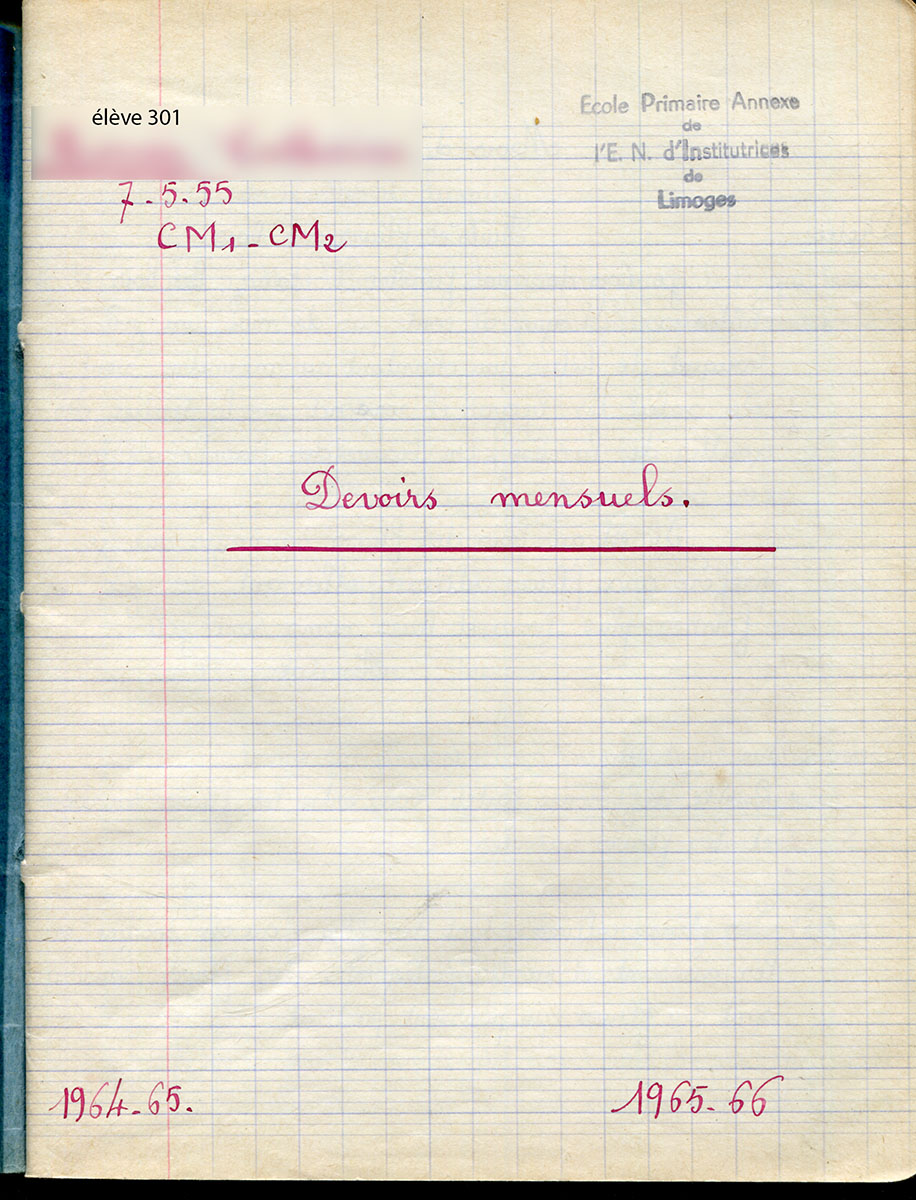 élève 301
Ecole Primaire Annexe
de
l'E. N. d'Institutrices
de
Limoges
7-5-55
CM1-CM2
Devoirs mensuels.
1964-65.
1965-66